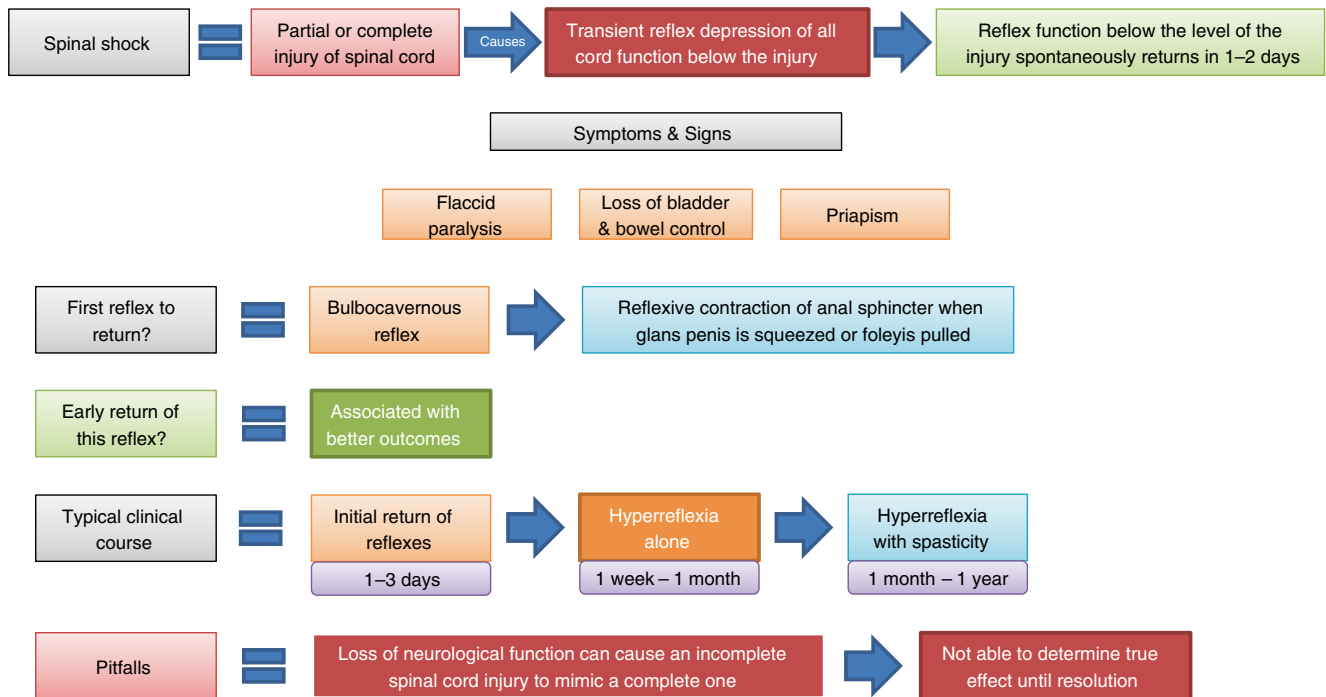 Spinal shock
Partial or complete
injury of spinal cord
Causes
Transient reflex depression of all
cord function below the injury
Reflex function below the level of the
injury spontaneously returns in 1–2 days
Symptoms & Signs
Flaccid
paralysis
Loss of bladder
& bowel control
Priapism
First reflex to
return?
Bulbocavernous
reflex
Reflexive contraction of anal sphincter when
glans penis is squeezed or foleyis pulled
Early return of
this reflex?
Associated with
better outcomes
Typical clinical
course
Initial return of
reflexes
1–3 days
Hyperreflexia
alone
1 week – 1 month
Hyperreflexia
with spasticity
1 month – 1 year
Pitfalls
Loss of neurological function can cause an incomplete
spinal cord injury to mimic a complete one
Not able to determine true
effect until resolution